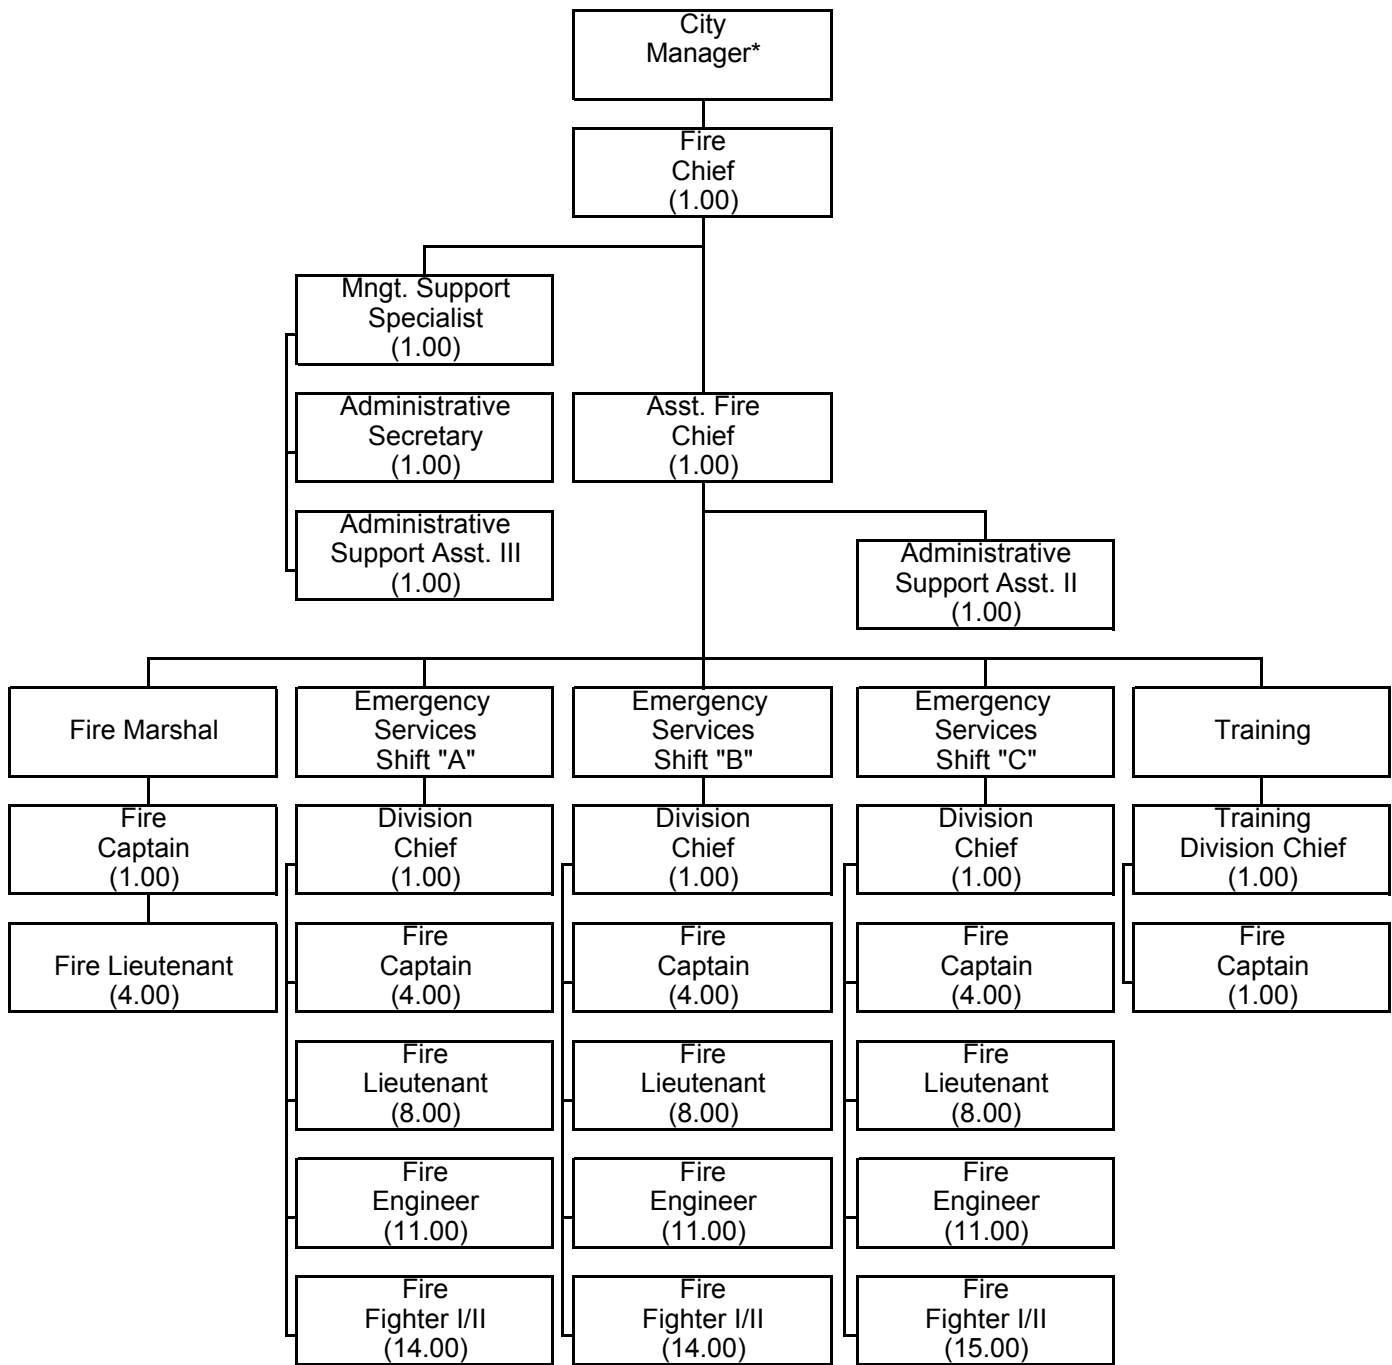 City
Manager*
Fire
Chief
(1.00)
Mngt. Support
Specialist
(1.00)
Administrative
Secretary
(1.00)
Asst. Fire
Chief
(1.00)
Administrative
Support Asst. III
(1.00)
Administrative
Support Asst. II
(1.00)
Fire Marshal
Emergency
Services
Shift "A"
Emergency
Services
Shift "B"
Emergency
Services
Shift "C"
Training
Fire
Captain
(1.00)
Division
Chief
(1.00)
Division
Chief
(1.00)
Division
Chief
(1.00)
Training
Division Chief
(1.00)
Fire Lieutenant
(4.00)
Fire
Captain
(4.00)
Fire
Captain
(4.00)
Fire
Captain
(4.00)
Fire
Captain
(1.00)
Fire
Lieutenant
(8.00)
Fire
Lieutenant
(8.00)
Fire
Lieutenant
(8.00)
Fire
Engineer
(11.00)
Fire
Engineer
(11.00)
Fire
Engineer
(11.00)
Fire
Fighter I/II
(14.00)
Fire
Fighter I/II
(14.00)
Fire
Fighter I/II
(15.00)